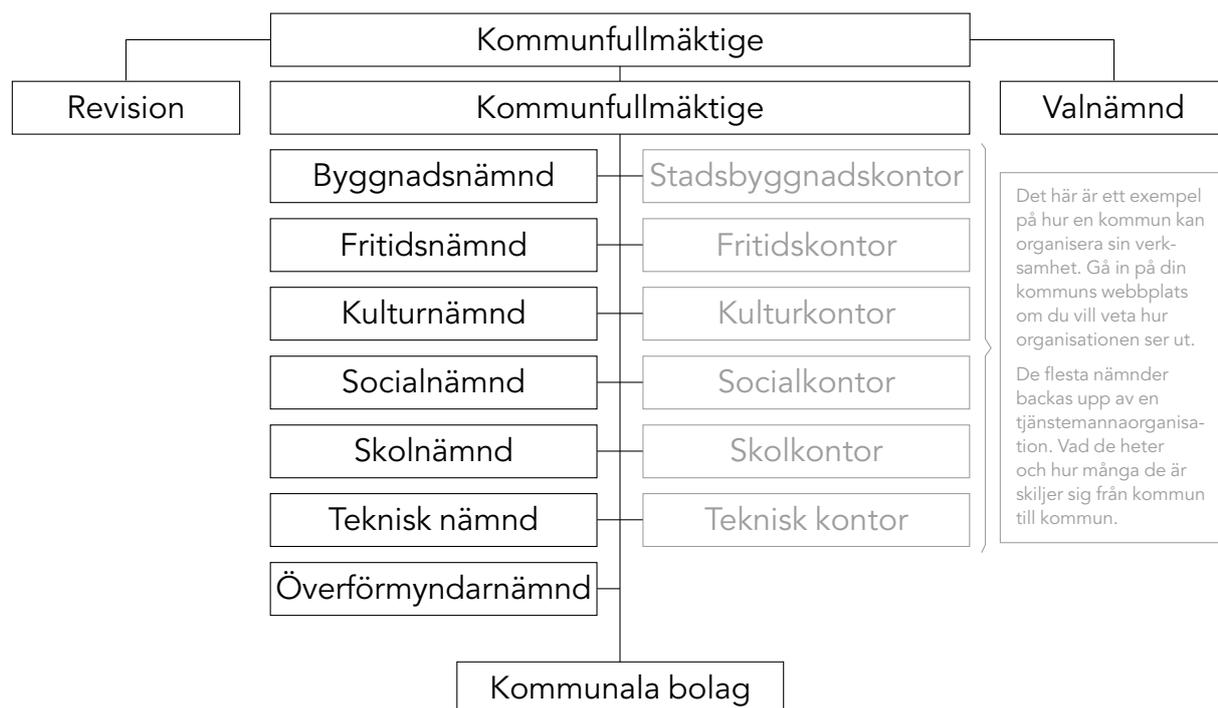 Kommunfullmäktige
Revision
Kommunfullmäktige
Valnämnd
Byggnadsnämnd
Stadsbyggnadskontor
Fritidsnämnd
Fritidskontor
Kulturnämnd
Kulturkontor
Socialnämnd
Socialkontor
Skolnämnd
Skolkontor
Teknisk nämnd
Teknisk kontor
Överförmyndarnämnd
Kommunala bolag
Det här är ett exempel
på hur en kommun kan
organisera sin verk-
samhet. Gå in på din
kommuns webbplats
om du vill veta hur
organisationen ser ut.
De flesta nämnder
backas upp av en
tjänstemannaorganisa-
tion. Vad de heter
och hur många de är
skiljer sig från kommun
till kommun.